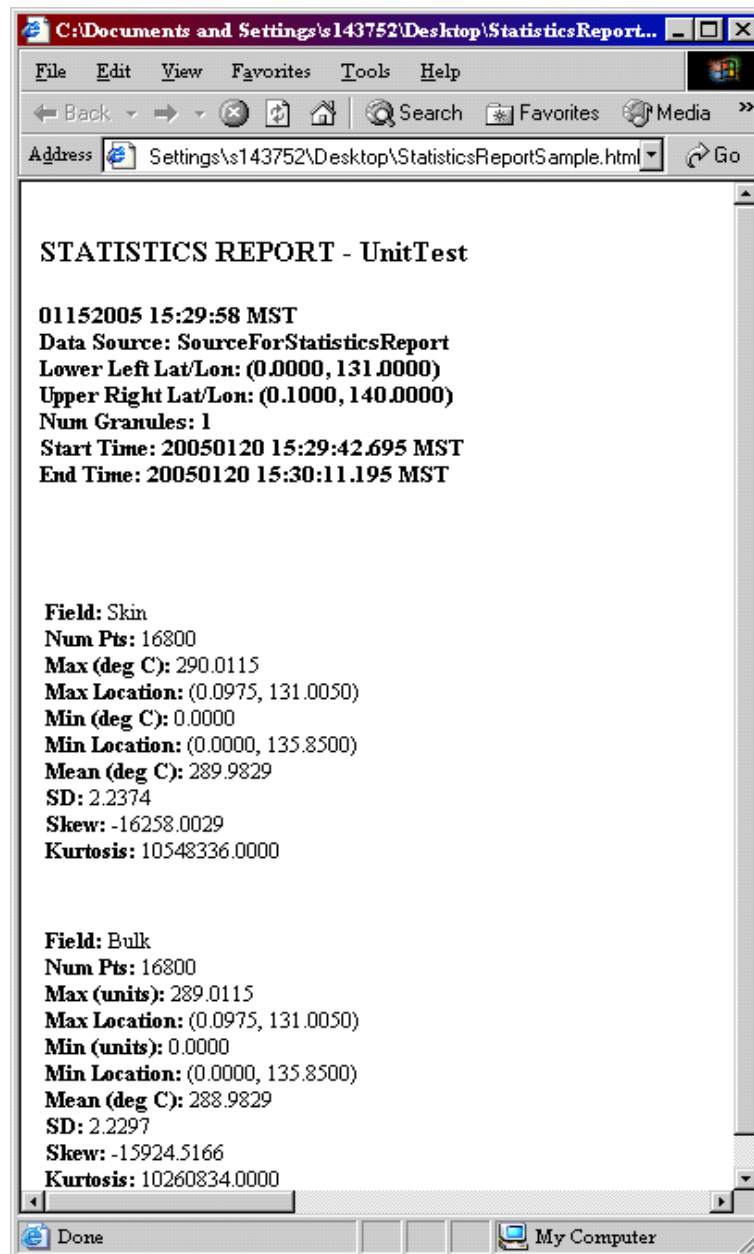 C:\Documents and Settings\s143752\Desktop\StatisticsReport...
File Edit View Favorites Tools Help
Back Search Favorites Media »
Address Settings\s143752\Desktop\StatisticsReportSample.html Go
STATISTICS REPORT - UnitTest
01152005 15:29:58 MST
Data Source: SourceForStatisticsReport
Lower Left Lat/Lon: (0.0000, 131.0000)
Upper Right Lat/Lon: (0.1000, 140.0000)
Num Granules: 1
Start Time: 20050120 15:29:42.695 MST
End Time: 20050120 15:30:11.195 MST
Field: Skin
Num Pts: 16800
Max (deg C): 290.0115
Max Location: (0.0975, 131.0050)
Min (deg C): 0.0000
Min Location: (0.0000, 135.8500)
Mean (deg C): 289.9829
SD: 2.2374
Skew: -16258.0029
Kurtosis: 10548336.0000
Field: Bulk
Num Pts: 16800
Max (units): 289.0115
Max Location: (0.0975, 131.0050)
Min (units): 0.0000
Min Location: (0.0000, 135.8500)
Mean (deg C): 288.9829
SD: 2.2297
Skew: -15924.5166
Kurtosis: 10260834.0000
Done My Computer